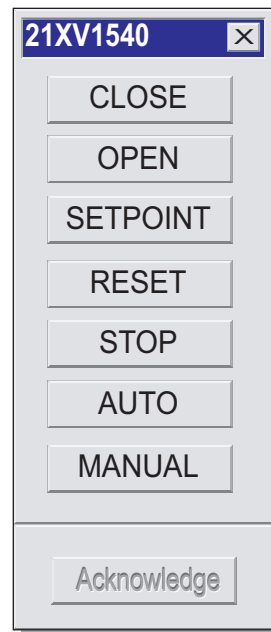 21XV1540
CLOSE
OPEN
SETPOINT
RESET
STOP
AUTO
MANUAL
Acknowledge